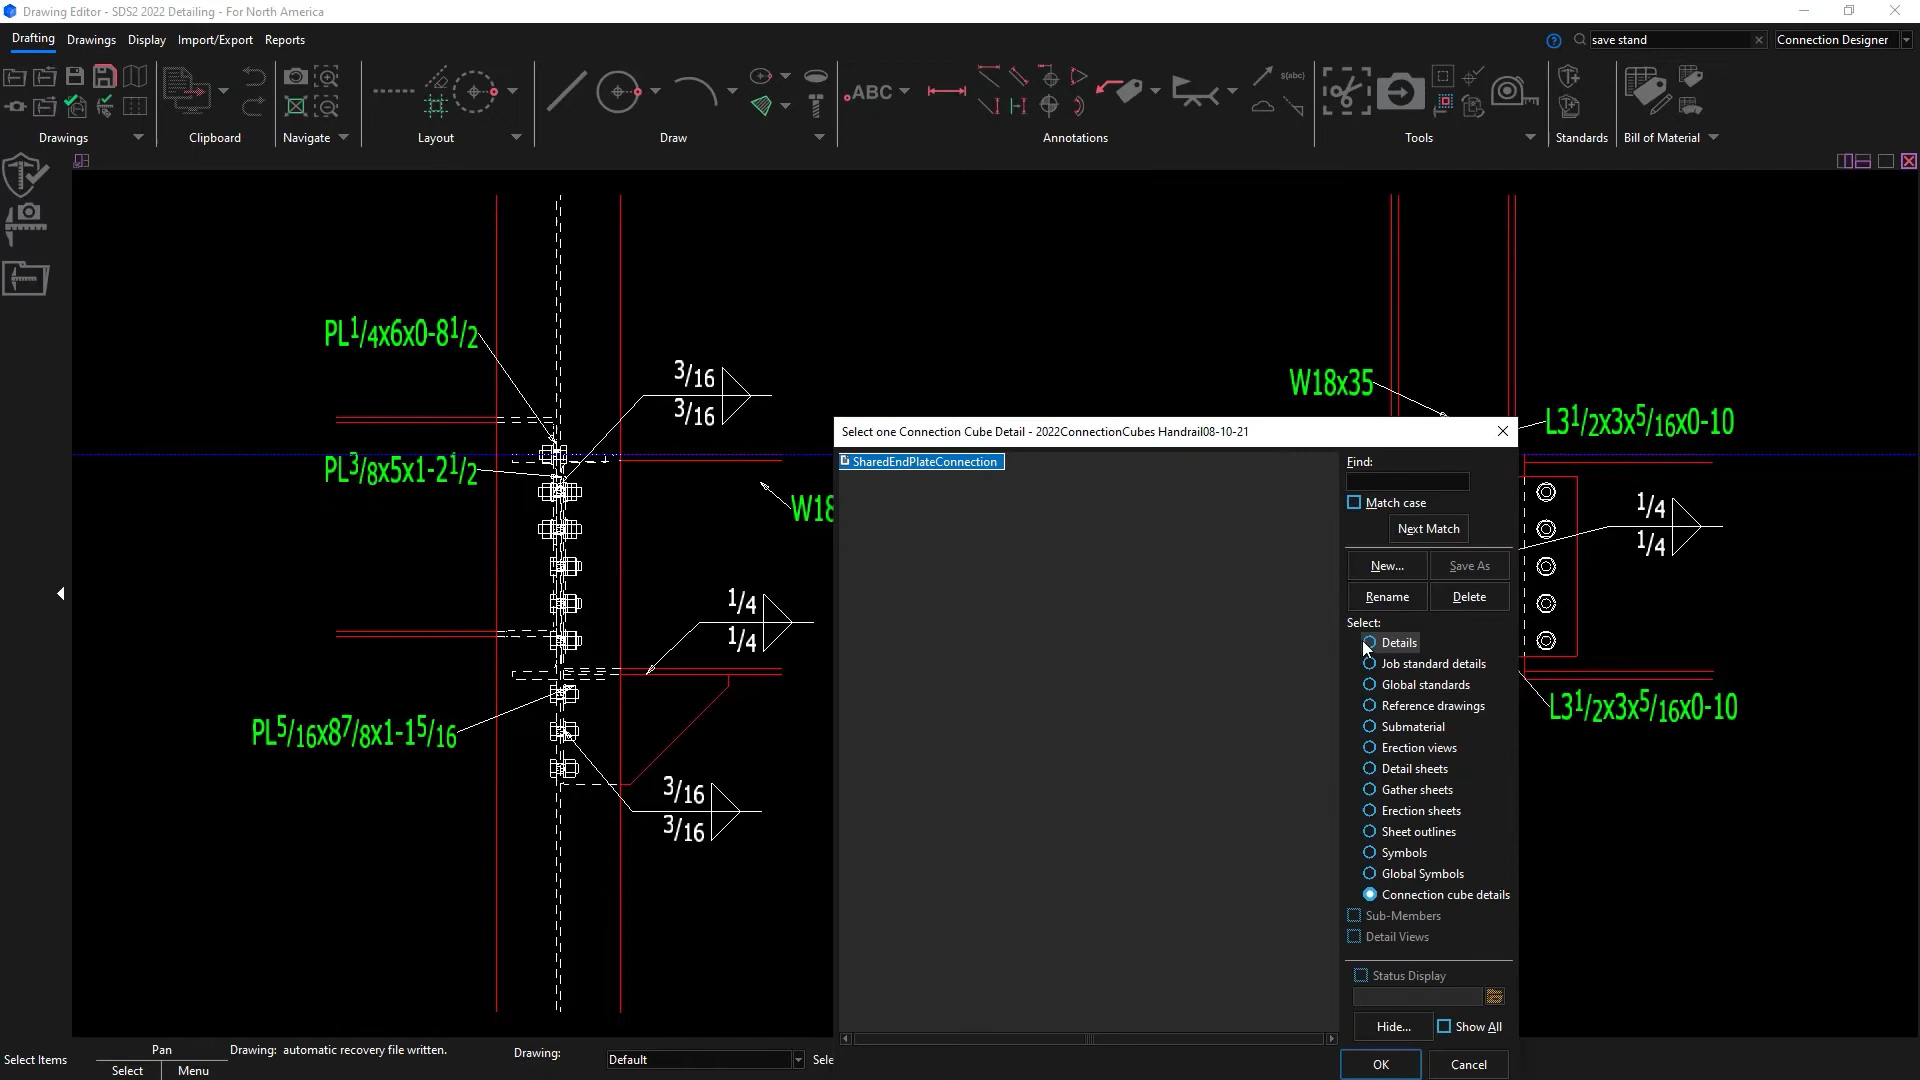 Drawing Editor - SDS2 2022 Detailing - For North America
Drafting Drawings Display Import/Export Reports
save stand
Connection Designer
ABC
$(abc)
Drawings
Clipboard
Navigate
Layout
Draw
Annotations
Tools
Standards
Bill of Material
PL1/4x6x0-81/2
3/16
3/16
PL3/8x5x1-21/2
W18
1/4
1/4
PL5/16x87/8x1-15/16
3/16
3/16
W18x35
L31/2x3x5/16x0-10
1/4
1/4
L31/2x3x5/16x0-10
Select one Connection Cube Detail - 2022ConnectionCubes Handrail08-10-21
SharedEndPlateConnection
Find:
Match case
Next Match
New... Save As
Rename Delete
Select:
Details
Job standard details
Global standards
Reference drawings
Submaterial
Erection views
Detail sheets
Gather sheets
Erection sheets
Sheet outlines
Symbols
Global Symbols
Connection cube details
Sub-Members
Detail Views
Status Display
Hide... Show All
OK Cancel
Select Items
Pan
Select Menu
Drawing: automatic recovery file written.
Drawing:
Default
Sele